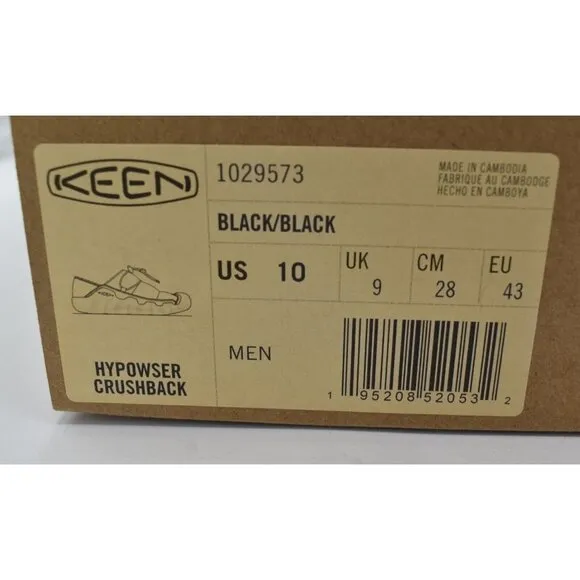 KEEN
HYPOWSER
CRUSHBACK
1029573
MADE IN CAMBODIA
FABRIQUE AU CAMBODGE
HECHO EN CAMBOYA
BLACK/BLACK
US 10
UK 9
CM 28
EU 43
MEN
1 95208 52053 2